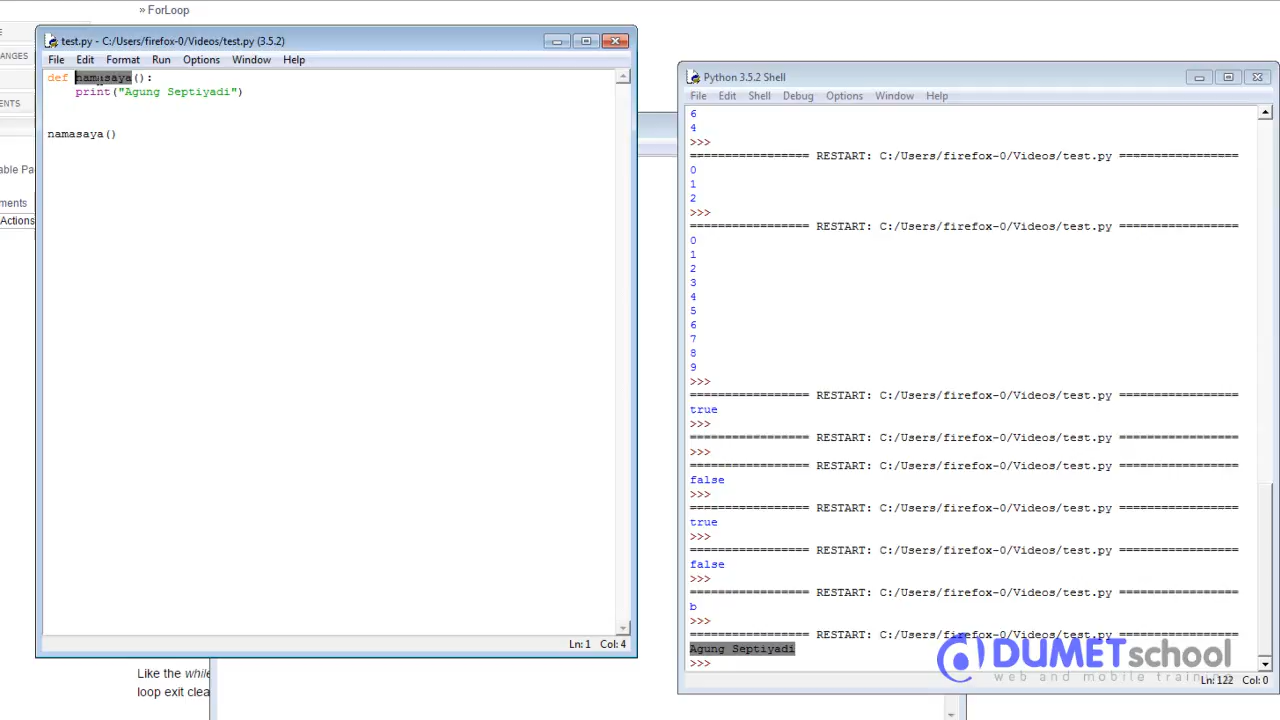 » ForLoop
E
ANGES
ENTS
able Pa
ments
Actions
test.py - C:/Users/firefox-0/Videos/test.py (3.5.2)
File Edit Format Run Options Window Help
def namasaya():
print("Agung Septiyadi")
namasaya()
Ln: 1 Col: 4
Like the while
loop exit clea
Python 3.5.2 Shell
File Edit Shell Debug Options Window Help
6
4
>>>
================ RESTART: C:/Users/firefox-0/Videos/test.py =================
0
1
2
>>>
================ RESTART: C:/Users/firefox-0/Videos/test.py =================
0
1
2
3
4
5
6
7
8
9
>>>
================ RESTART: C:/Users/firefox-0/Videos/test.py =================
true
>>>
================ RESTART: C:/Users/firefox-0/Videos/test.py =================
>>>
================ RESTART: C:/Users/firefox-0/Videos/test.py =================
false
>>>
================ RESTART: C:/Users/firefox-0/Videos/test.py =================
true
>>>
================ RESTART: C:/Users/firefox-0/Videos/test.py =================
false
>>>
================ RESTART: C:/Users/firefox-0/Videos/test.py =================
b
>>>
================ RESTART: C:/Users/firefox-0/Videos/test.py =================
Agung Septiyadi
>>>
Ln: 122 Col: 0
DUMETschool
web and mobile training